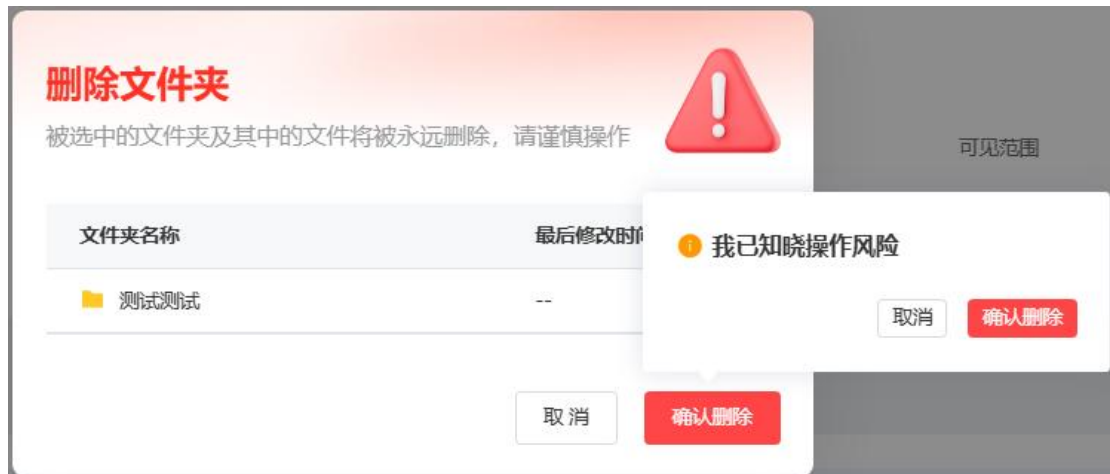 删除文件夹
被选中的文件夹及其中的文件将被永远删除，请谨慎操作
可见范围
文件夹名称 最后修改时间
我已知晓操作风险
测试测试 --
取消 确认删除
取消 确认删除